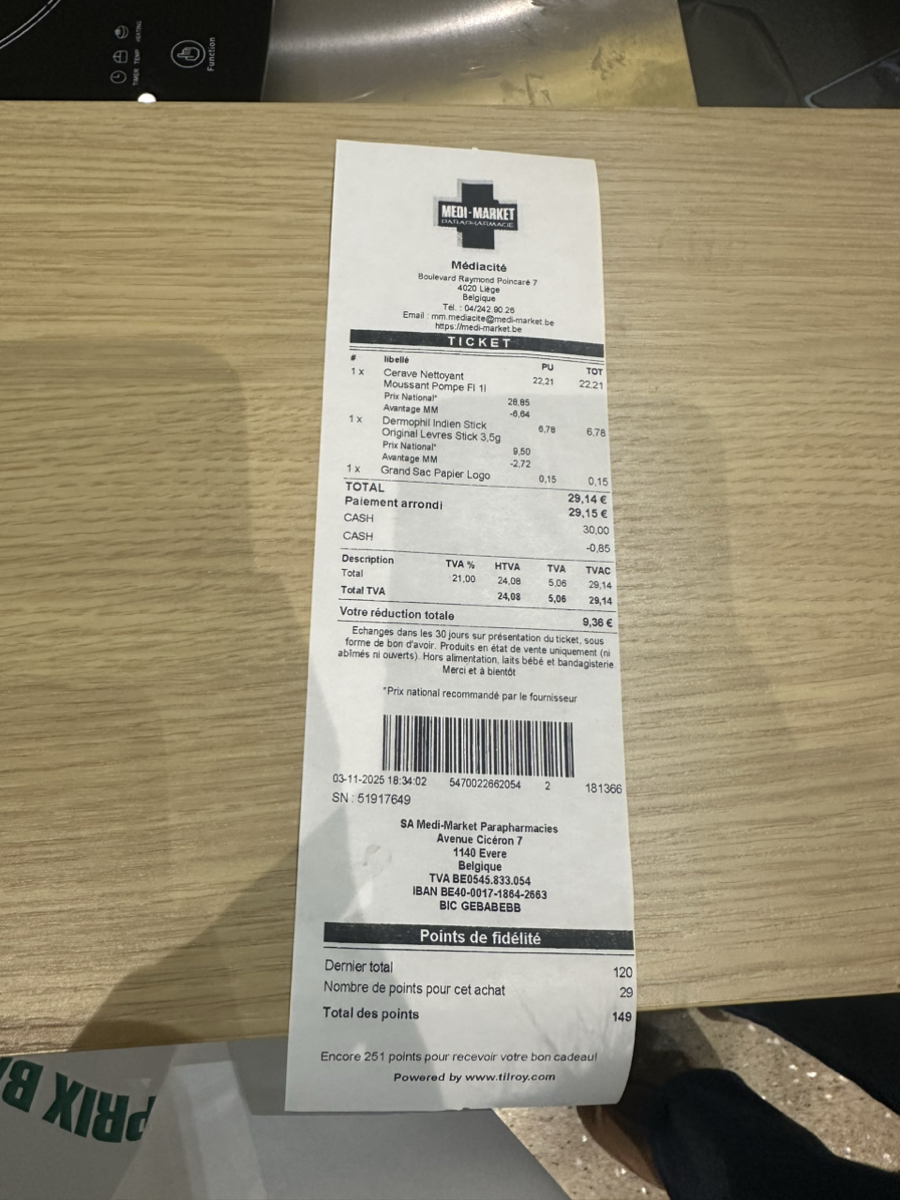 TIMER TEMP HEATING
Function
MEDI-MARKET
PARAPHARMACIE
Médiacité
Boulevard Raymond Poincaré 7
4020 Liège
Belgique
Tél. : 04/242.90.26
Email : mm.mediacite@medi-market.be
https://medi-market.be
TICKET
# libellé PU TOT
1 x Cerave Nettoyant 22,21 22,21
Moussant Pompe Fl 1l
Prix National* 28,85
Avantage MM -6,64
1 x Dermophil Indien Stick 6,78 6,78
Original Levres Stick 3,5g
Prix National* 9,50
Avantage MM -2,72
1 x Grand Sac Papier Logo 0,15 0,15
TOTAL 29,14 €
Paiement arrondi 29,15 €
CASH 30,00
CASH -0,85
Description TVA % HTVA TVA TVAC
Total 21,00 24,08 5,06 29,14
Total TVA 24,08 5,06 29,14
Votre réduction totale 9,36 €
Echanges dans les 30 jours sur présentation du ticket, sous
forme de bon d'avoir. Produits en état de vente uniquement (ni
abîmés ni ouverts). Hors alimentation, laits bébé et bandagisterie
Merci et à bientôt
*Prix national recommandé par le fournisseur
03-11-2025 18:34:02 5470022662054 2 181366
SN : 51917649
SA Medi-Market Parapharmacies
Avenue Cicéron 7
1140 Evere
Belgique
TVA BE0545.833.054
IBAN BE40-0017-1864-2663
BIC GEBABEBB
Points de fidélité
Dernier total 120
Nombre de points pour cet achat 29
Total des points 149
Encore 251 points pour recevoir votre bon cadeau!
Powered by www.tilroy.com
PRIX B